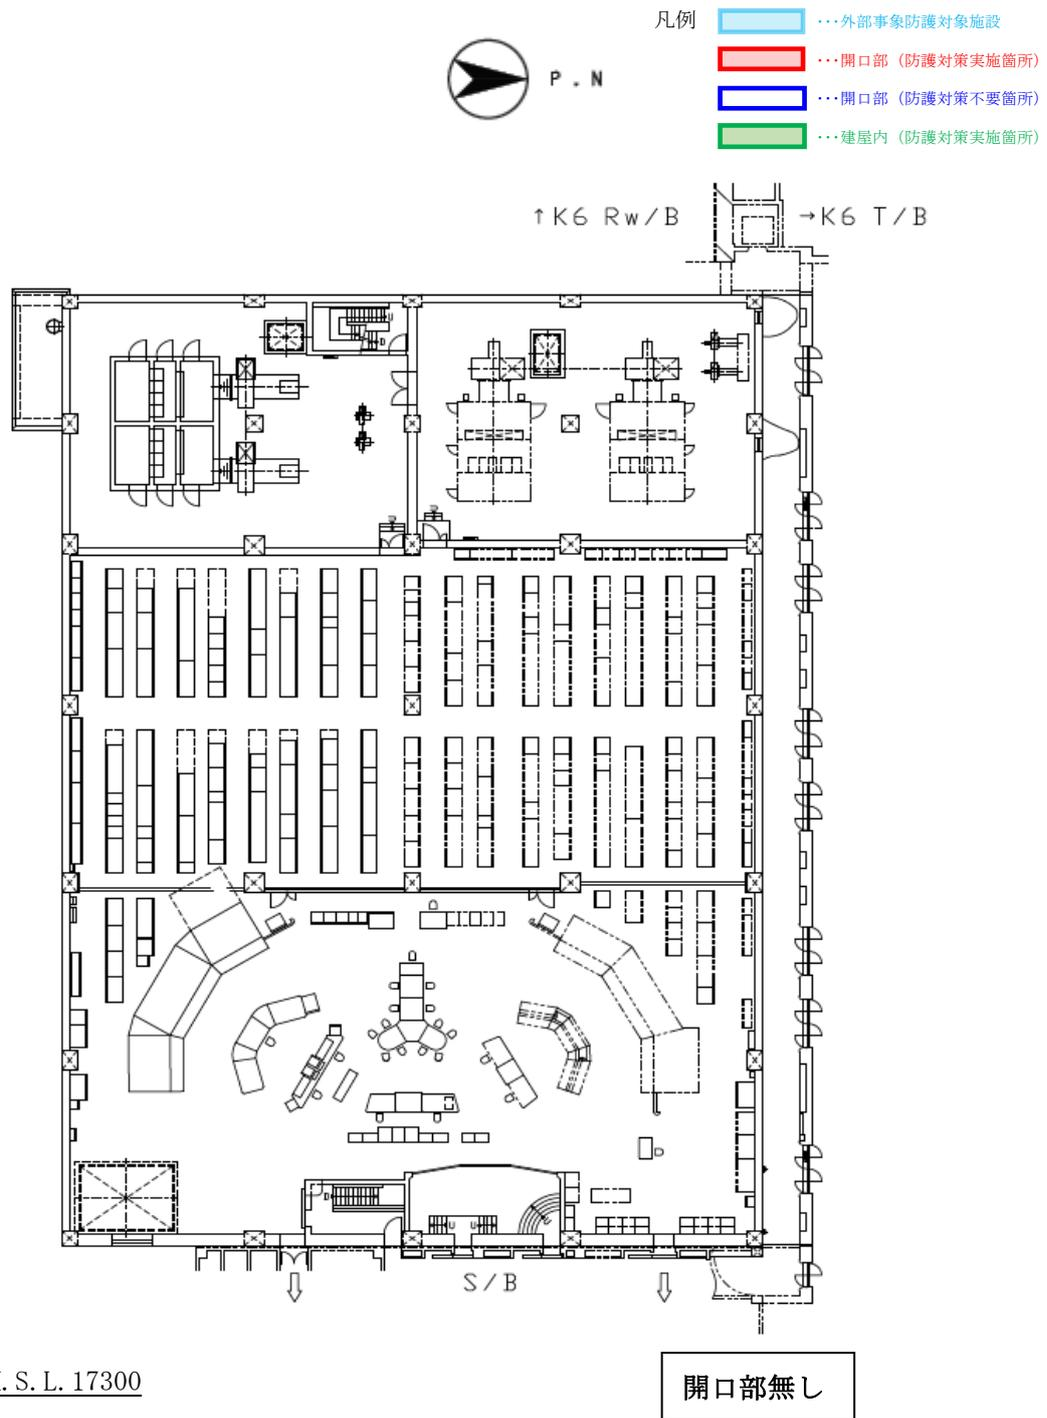 凡例
･･･外部事象防護対象施設
･･･開口部（防護対策実施箇所）
･･･開口部（防護対策不要箇所）
･･･建屋内（防護対策実施箇所）
P.N
↑K6 Rw/B
→K6 T/B
S/B
.S.L.17300
開口部無し